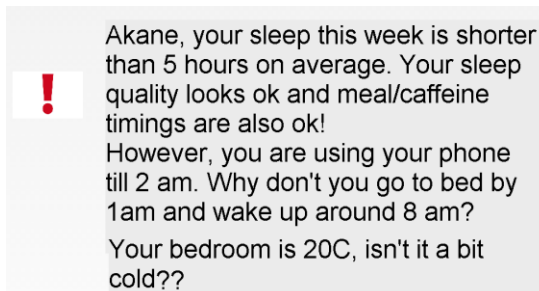 Akane, your sleep this week is shorter
than 5 hours on average. Your sleep
quality looks ok and meal/caffeine
timings are also ok!
However, you are using your phone
till 2 am. Why don't you go to bed by
1am and wake up around 8 am?
Your bedroom is 20C, isn't it a bit
cold??